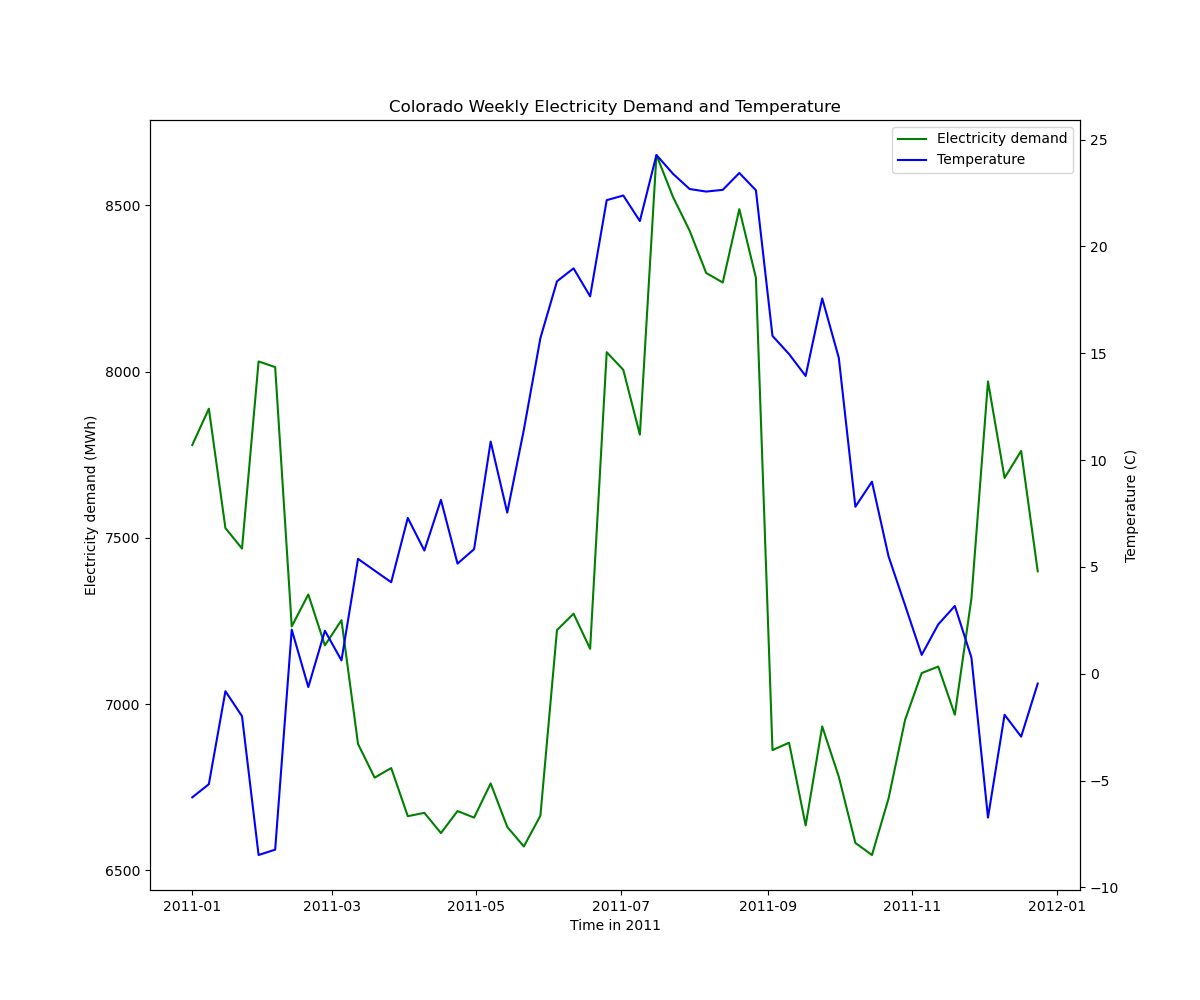 Colorado Weekly Electricity Demand and Temperature
Electricity demand
Temperature
Electricity demand (MWh)
8500
8000
7500
7000
6500
25
20
15
10
5
0
−5
−10
Temperature (C)
2011-01 2011-03 2011-05 2011-07 2011-09 2011-11 2012-01
Time in 2011